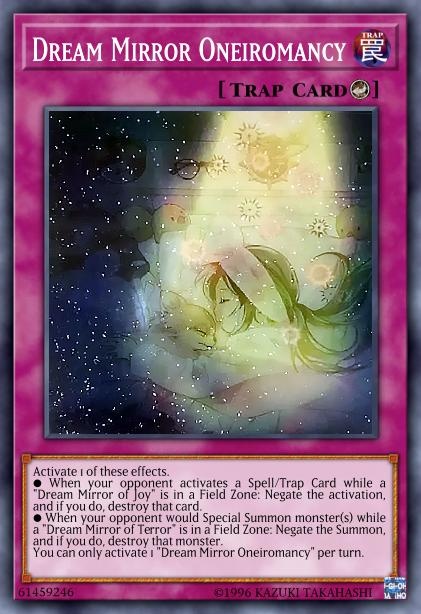 DREAM MIRROR ONEIROMANCY
TRAP
罠
[TRAP CARD]
Activate 1 of these effects.
● When your opponent activates a Spell/Trap Card while a
"Dream Mirror of Joy" is in a Field Zone: Negate the activation,
and if you do, destroy that card.
● When your opponent would Special Summon monster(s) while
a "Dream Mirror of Terror" is in a Field Zone: Negate the Summon,
and if you do, destroy that monster.
You can only activate 1 "Dream Mirror Oneiromancy" per turn.
61459246
©1996 KAZUKI TAKAHASHI